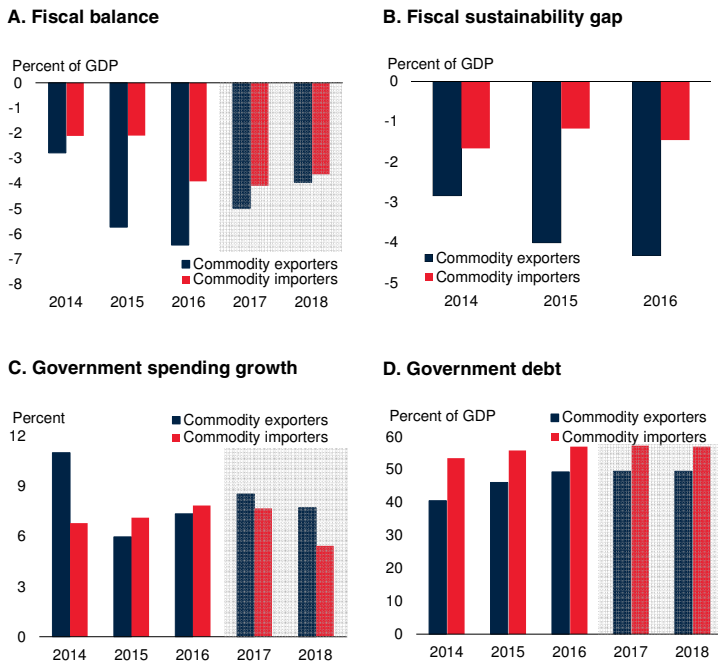 A. Fiscal balance
Percent of GDP
0
-1
-2
-3
-4
-5
-6
-7
-8
Commodity exporters
Commodity importers
2014 2015 2016 2017 2018
B. Fiscal sustainability gap
Percent of GDP
0
-1
-2
-3
-4
-5
Commodity exporters
Commodity importers
2014 2015 2016
C. Government spending growth
Percent
Commodity exporters
Commodity importers
12
9
6
3
0
2014 2015 2016 2017 2018
D. Government debt
Percent of GDP
Commodity exporters
Commodity importers
60
50
40
30
20
10
0
2014 2015 2016 2017 2018